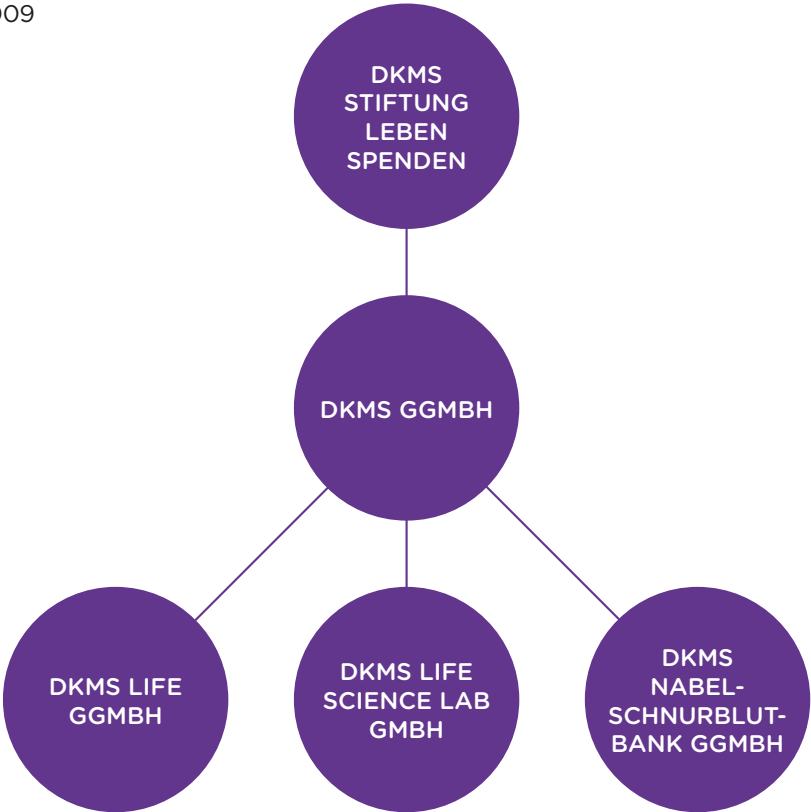 009
DKMS
STIFTUNG
LEBEN
SPENDEN
DKMS GGMBH
DKMS LIFE
GGMBH
DKMS LIFE
SCIENCE LAB
GMBH
DKMS
NABEL-
SCHNURBLUT-
BANK GGMBH